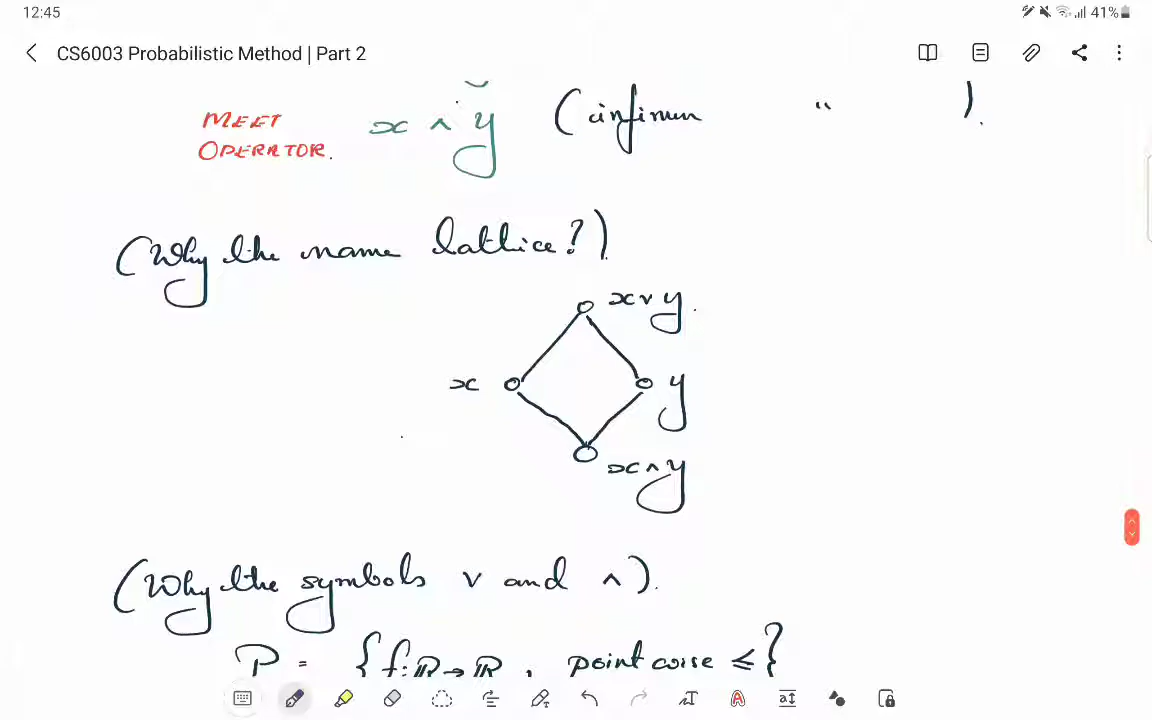 12:45 41%
CS6003 Probabilistic Method | Part 2
MEET x ∧ y (infimum " ).
OPERATOR.
(Why the name lattice?)
x∨y.
x y
x∧y
(Why the symbols ∨ and ∧).
P = {f: ℝ→ℝ, pointwise ≤}